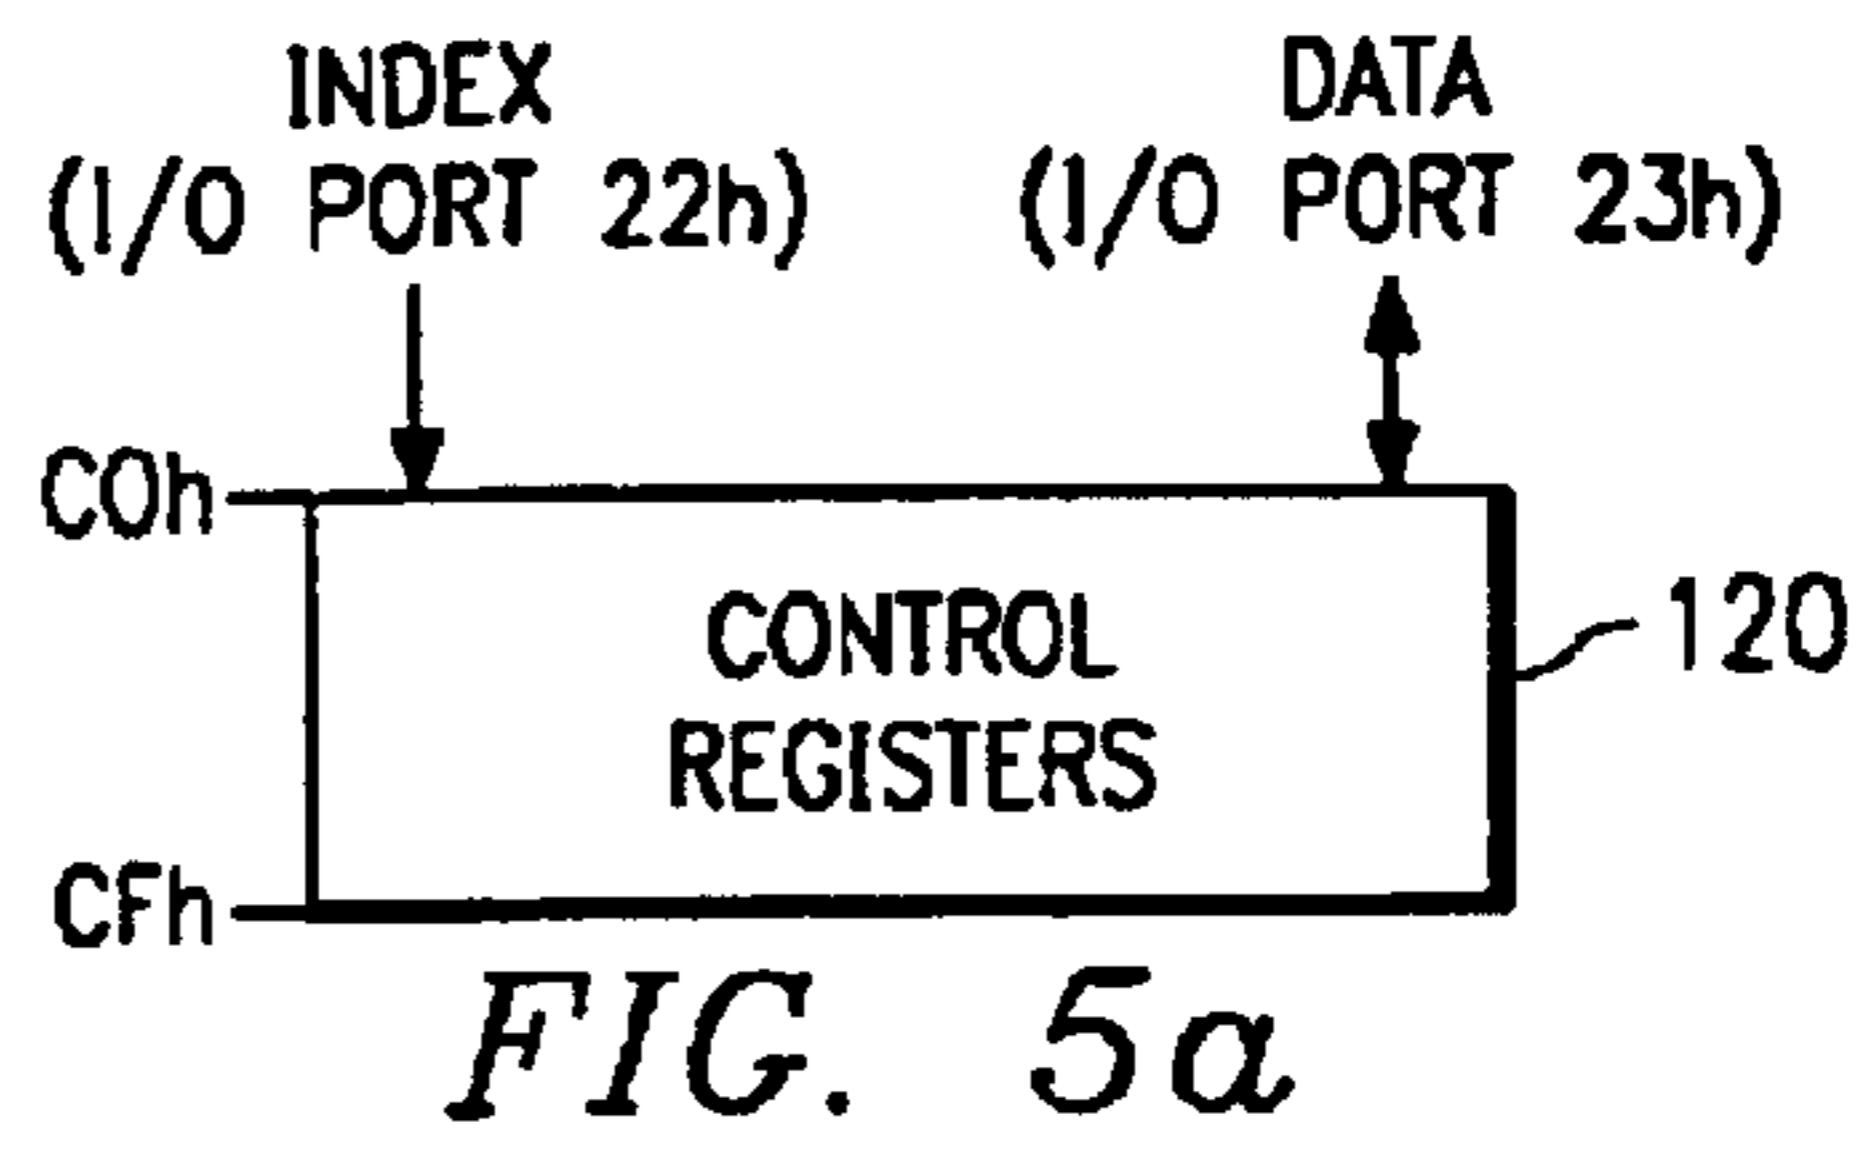 INDEX
(I/O PORT 22h)
DATA
(I/O PORT 23h)
C0h
CONTROL
REGISTERS
120
CFh
FIG. 5a